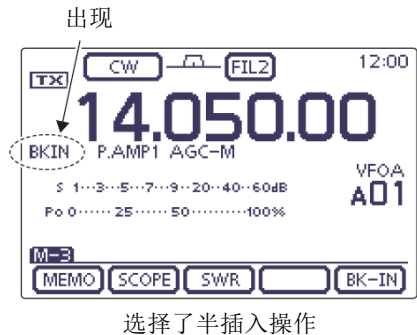 出现
TX CW FIL2 12:00
14.050.00
BKIN P.AMP1 AGC-M
VFOA
S 1···3···5···7···9··20··40··60dB
A01
Po 0······25······50··········100%
M-3
MEMO SCOPE SWR BK-IN
选择了半插入操作